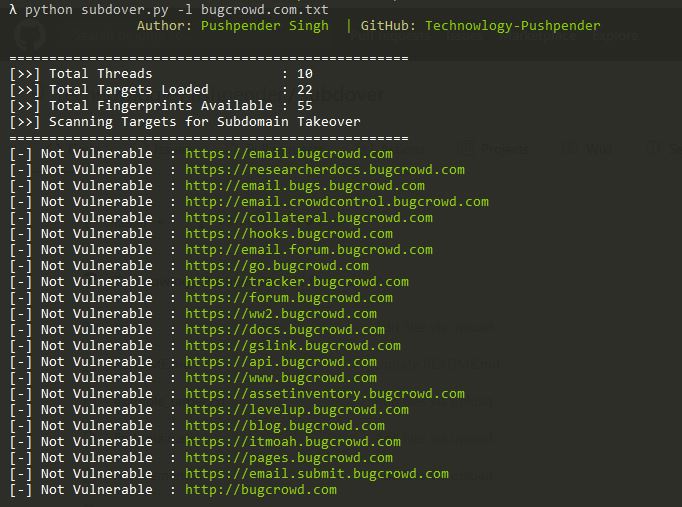 λ python subdover.py -l bugcrowd.com.txt
Author: Pushpender Singh | GitHub: Technowlogy-Pushpender
==================================================
[>>] Total Threads : 10
[>>] Total Targets Loaded : 22
[>>] Total Fingerprints Available : 55
[>>] Scanning Targets for Subdomain Takeover
==================================================
[-] Not Vulnerable : https://email.bugcrowd.com
[-] Not Vulnerable : https://researcherdocs.bugcrowd.com
[-] Not Vulnerable : http://email.bugs.bugcrowd.com
[-] Not Vulnerable : http://email.crowdcontrol.bugcrowd.com
[-] Not Vulnerable : https://collateral.bugcrowd.com
[-] Not Vulnerable : https://hooks.bugcrowd.com
[-] Not Vulnerable : http://email.forum.bugcrowd.com
[-] Not Vulnerable : https://go.bugcrowd.com
[-] Not Vulnerable : https://tracker.bugcrowd.com
[-] Not Vulnerable : https://forum.bugcrowd.com
[-] Not Vulnerable : https://ww2.bugcrowd.com
[-] Not Vulnerable : https://docs.bugcrowd.com
[-] Not Vulnerable : https://gslink.bugcrowd.com
[-] Not Vulnerable : https://api.bugcrowd.com
[-] Not Vulnerable : https://www.bugcrowd.com
[-] Not Vulnerable : https://assetinventory.bugcrowd.com
[-] Not Vulnerable : https://levelup.bugcrowd.com
[-] Not Vulnerable : https://blog.bugcrowd.com
[-] Not Vulnerable : https://itmoah.bugcrowd.com
[-] Not Vulnerable : https://pages.bugcrowd.com
[-] Not Vulnerable : https://email.submit.bugcrowd.com
[-] Not Vulnerable : http://bugcrowd.com